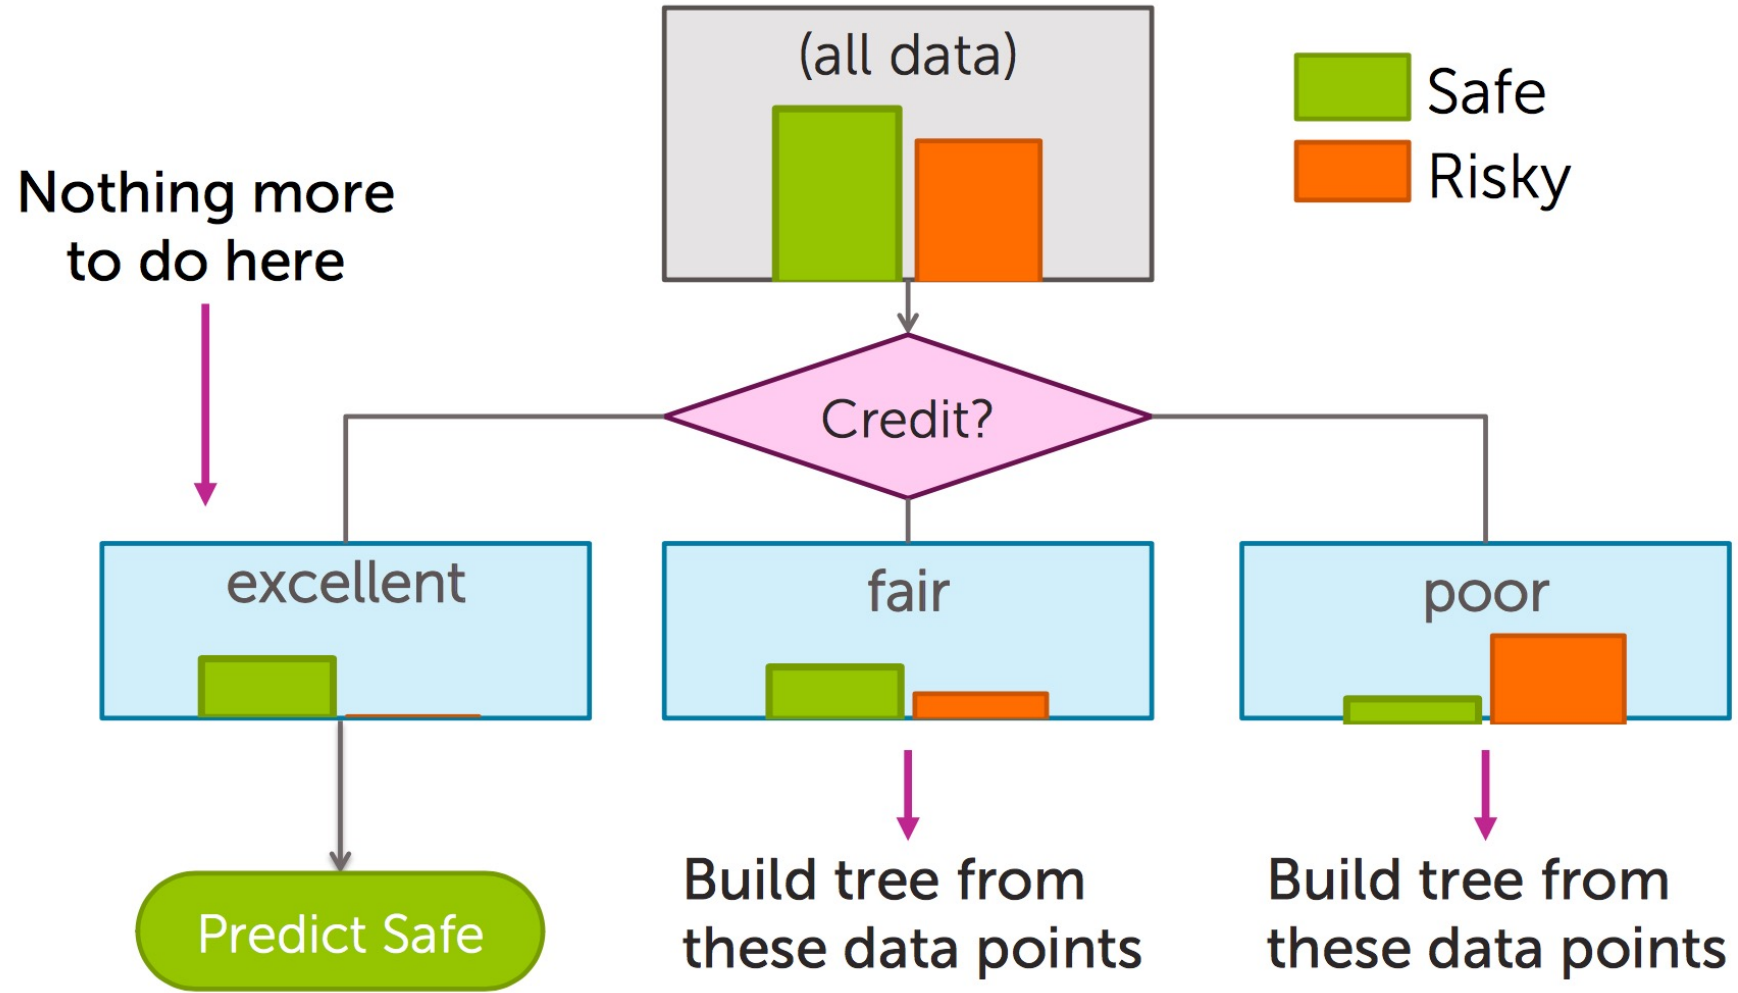 (all data)
Safe
Risky
Nothing more
to do here
Credit?
excellent
fair
poor
Predict Safe
Build tree from
these data points
Build tree from
these data points